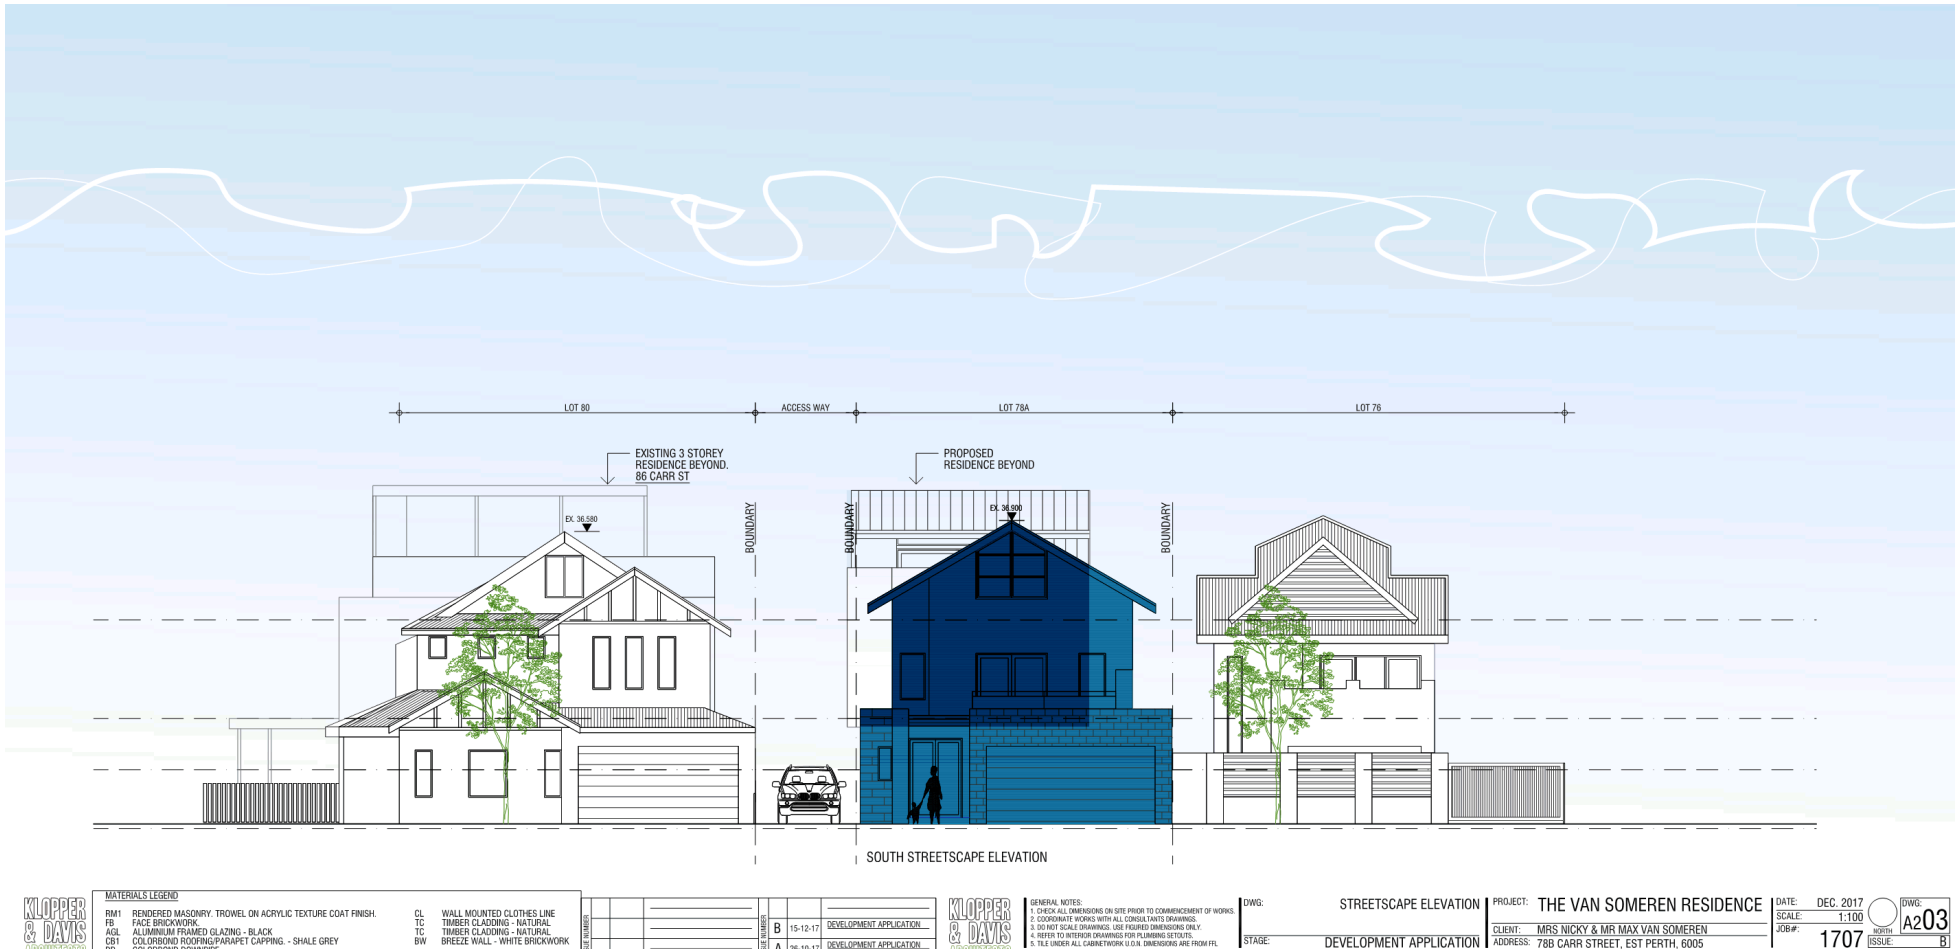 LOT 80
ACCESS WAY
LOT 78A
LOT 76
EXISTING 3 STOREY
RESIDENCE BEYOND.
86 CARR ST
PROPOSED
RESIDENCE BEYOND
EX. 36.580
EX. 36.900
BOUNDARY
BOUNDARY
BOUNDARY
SOUTH STREETSCAPE ELEVATION
KLOPPER
& DAVIS
MATERIALS LEGEND
RM1 RENDERED MASONRY. TROWEL ON ACRYLIC TEXTURE COAT FINISH.
FB FACE BRICKWORK.
AGL ALUMINIUM FRAMED GLAZING - BLACK
CB1 COLORBOND ROOFING/PARAPET CAPPING. - SHALE GREY
CL WALL MOUNTED CLOTHES LINE
TC TIMBER CLADDING - NATURAL
TC TIMBER CLADDING - NATURAL
BW BREEZE WALL - WHITE BRICKWORK
B 15-12-17 DEVELOPMENT APPLICATION
A 26-10-17 DEVELOPMENT APPLICATION
KLOPPER
& DAVIS
GENERAL NOTES:
1. CHECK ALL DIMENSIONS ON SITE PRIOR TO COMMENCEMENT OF WORKS.
2. COORDINATE WORKS WITH ALL CONSULTANTS DRAWINGS.
3. DO NOT SCALE DRAWINGS. USE FIGURED DIMENSIONS ONLY.
4. REFER TO INTERIOR DRAWINGS FOR PLUMBING SETOUTS.
5. TILE UNDER ALL CABINETWORK U.O.N. DIMENSIONS ARE FROM FFL
DWG: STREETSCAPE ELEVATION
STAGE: DEVELOPMENT APPLICATION
PROJECT: THE VAN SOMEREN RESIDENCE
CLIENT: MRS NICKY & MR MAX VAN SOMEREN
ADDRESS: 78B CARR STREET, EST PERTH, 6005
DATE: DEC. 2017
SCALE: 1:100
JOB#: 1707
NORTH
DWG:
A203
ISSUE: